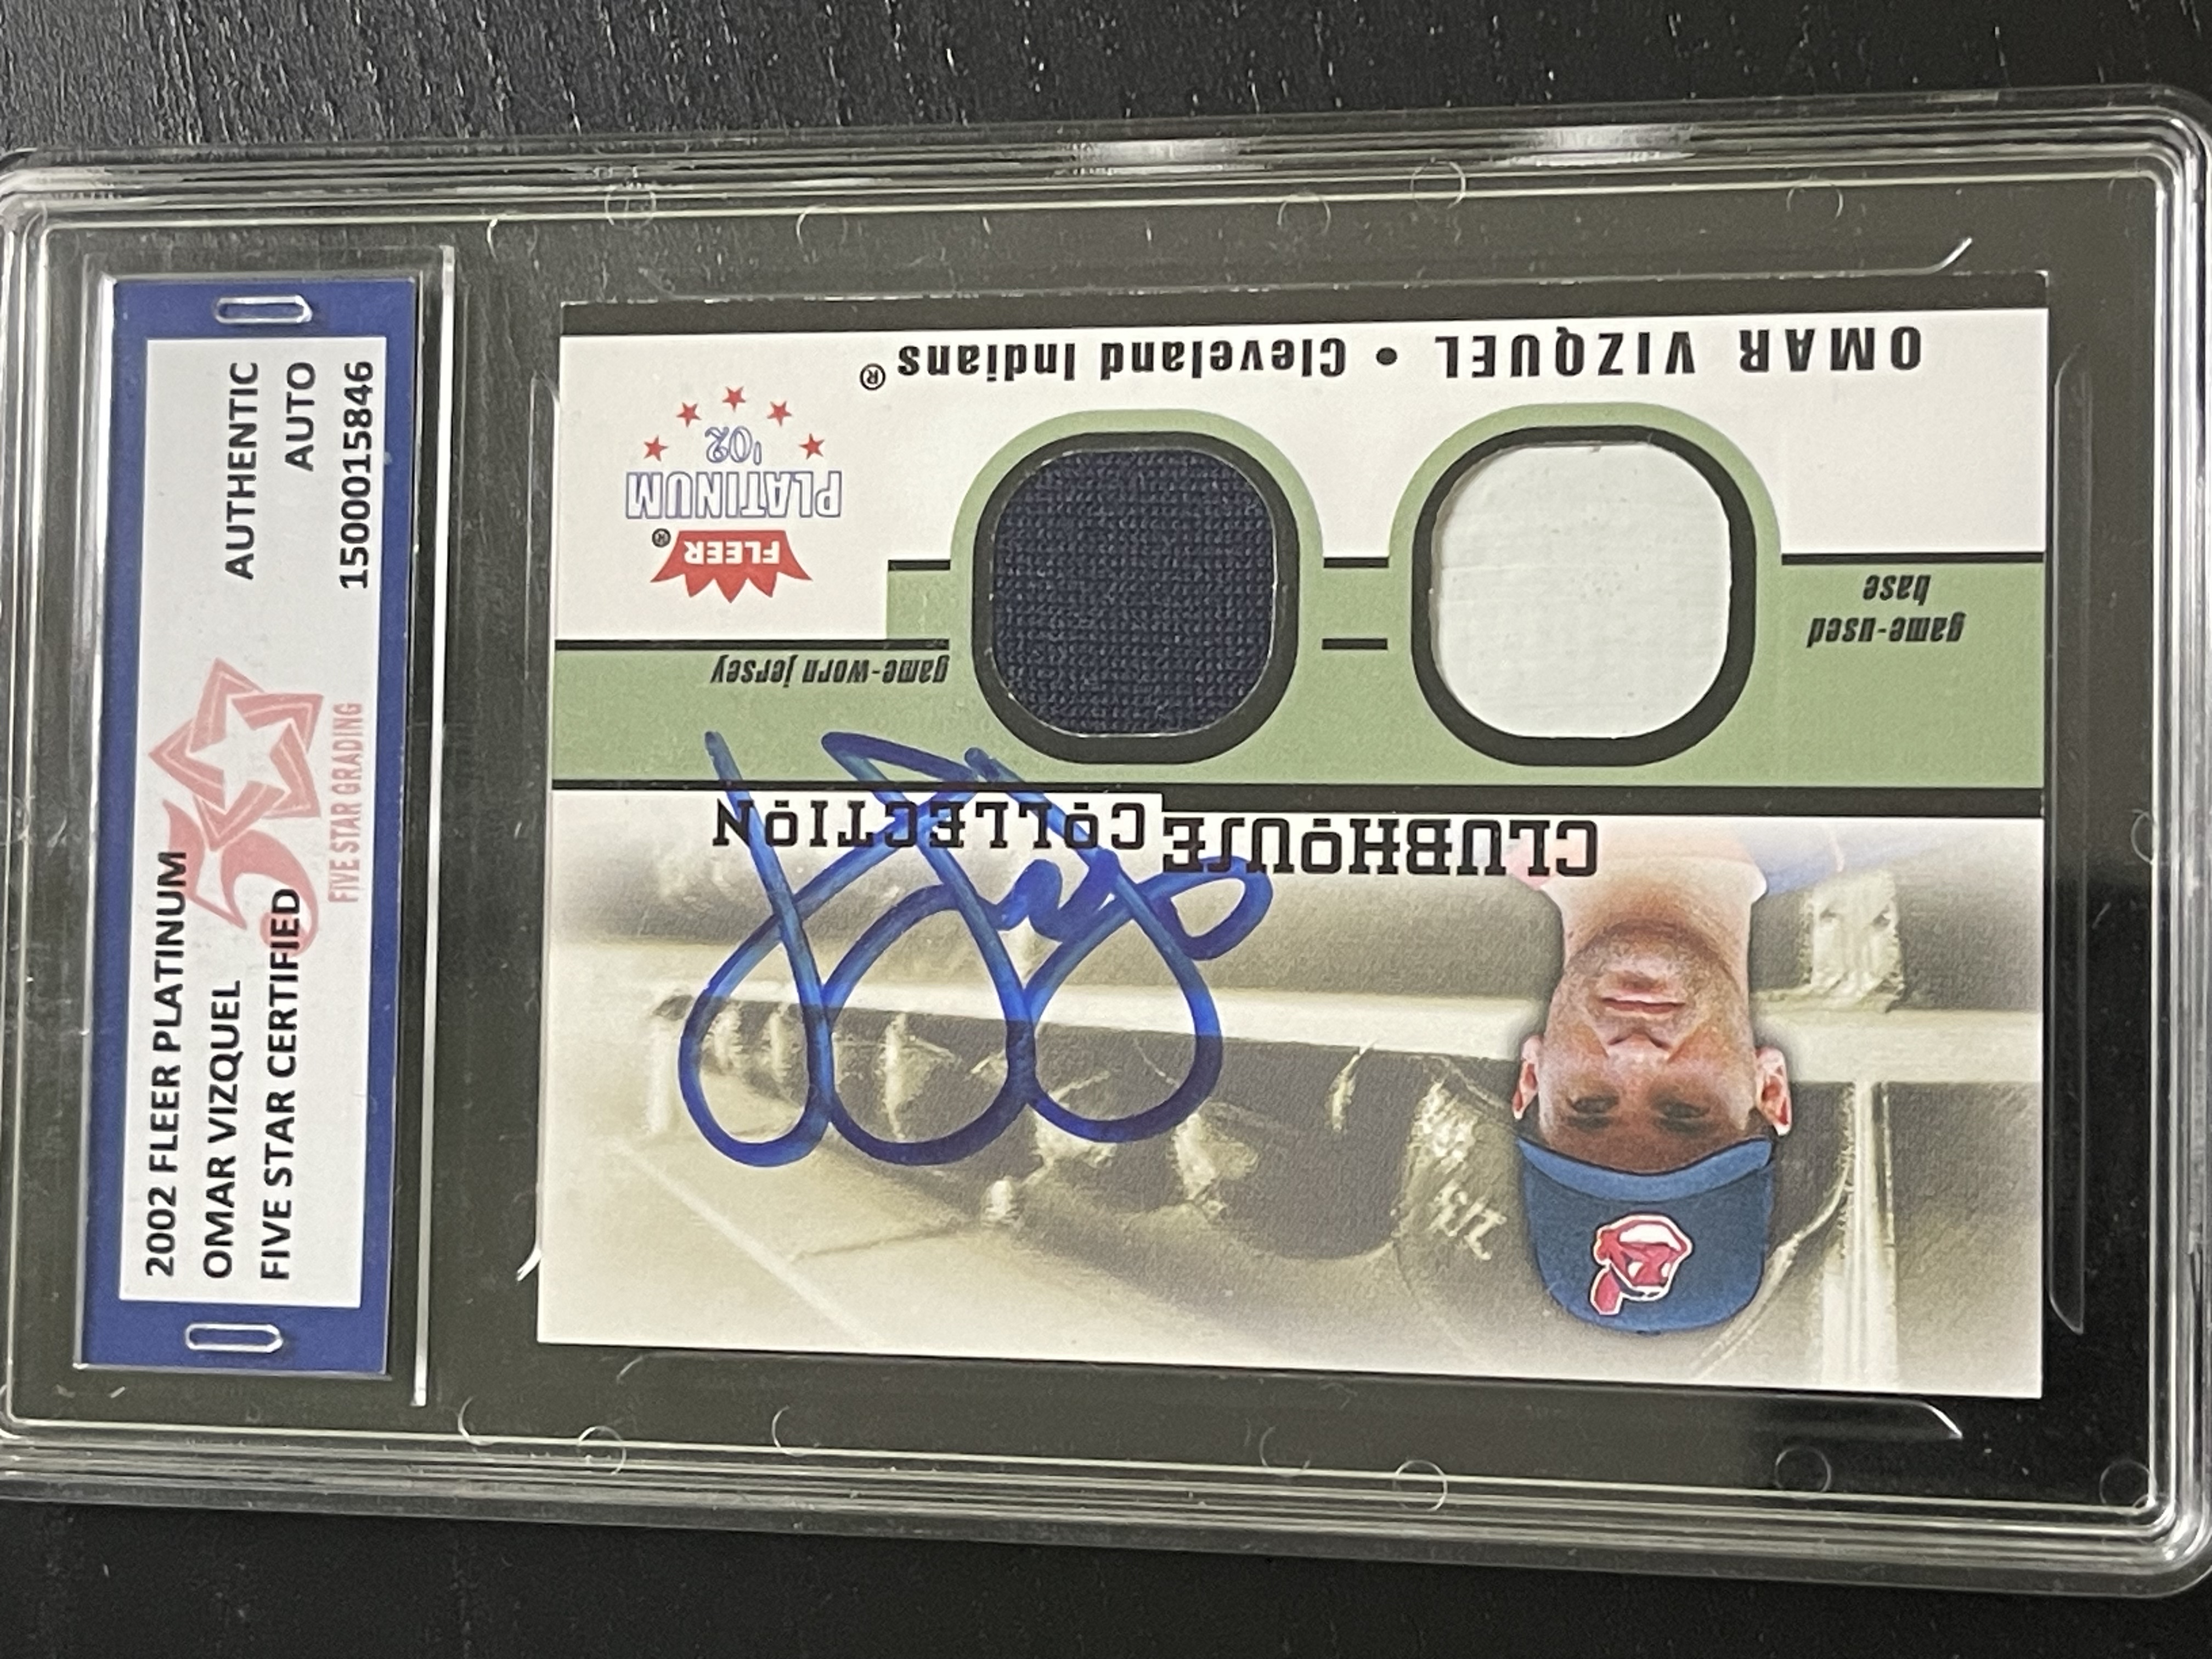 2002 FLEER PLATINUM
OMAR VIZQUEL
FIVE STAR CERTIFIED
5
FIVE STAR GRADING
AUTHENTIC
AUTO
1500015846
CLUBHOUSE COLLECTION
game-used
base
game-worn jersey
FLEER®
PLATINUM
'02
OMAR VIZQUEL • Cleveland Indians®